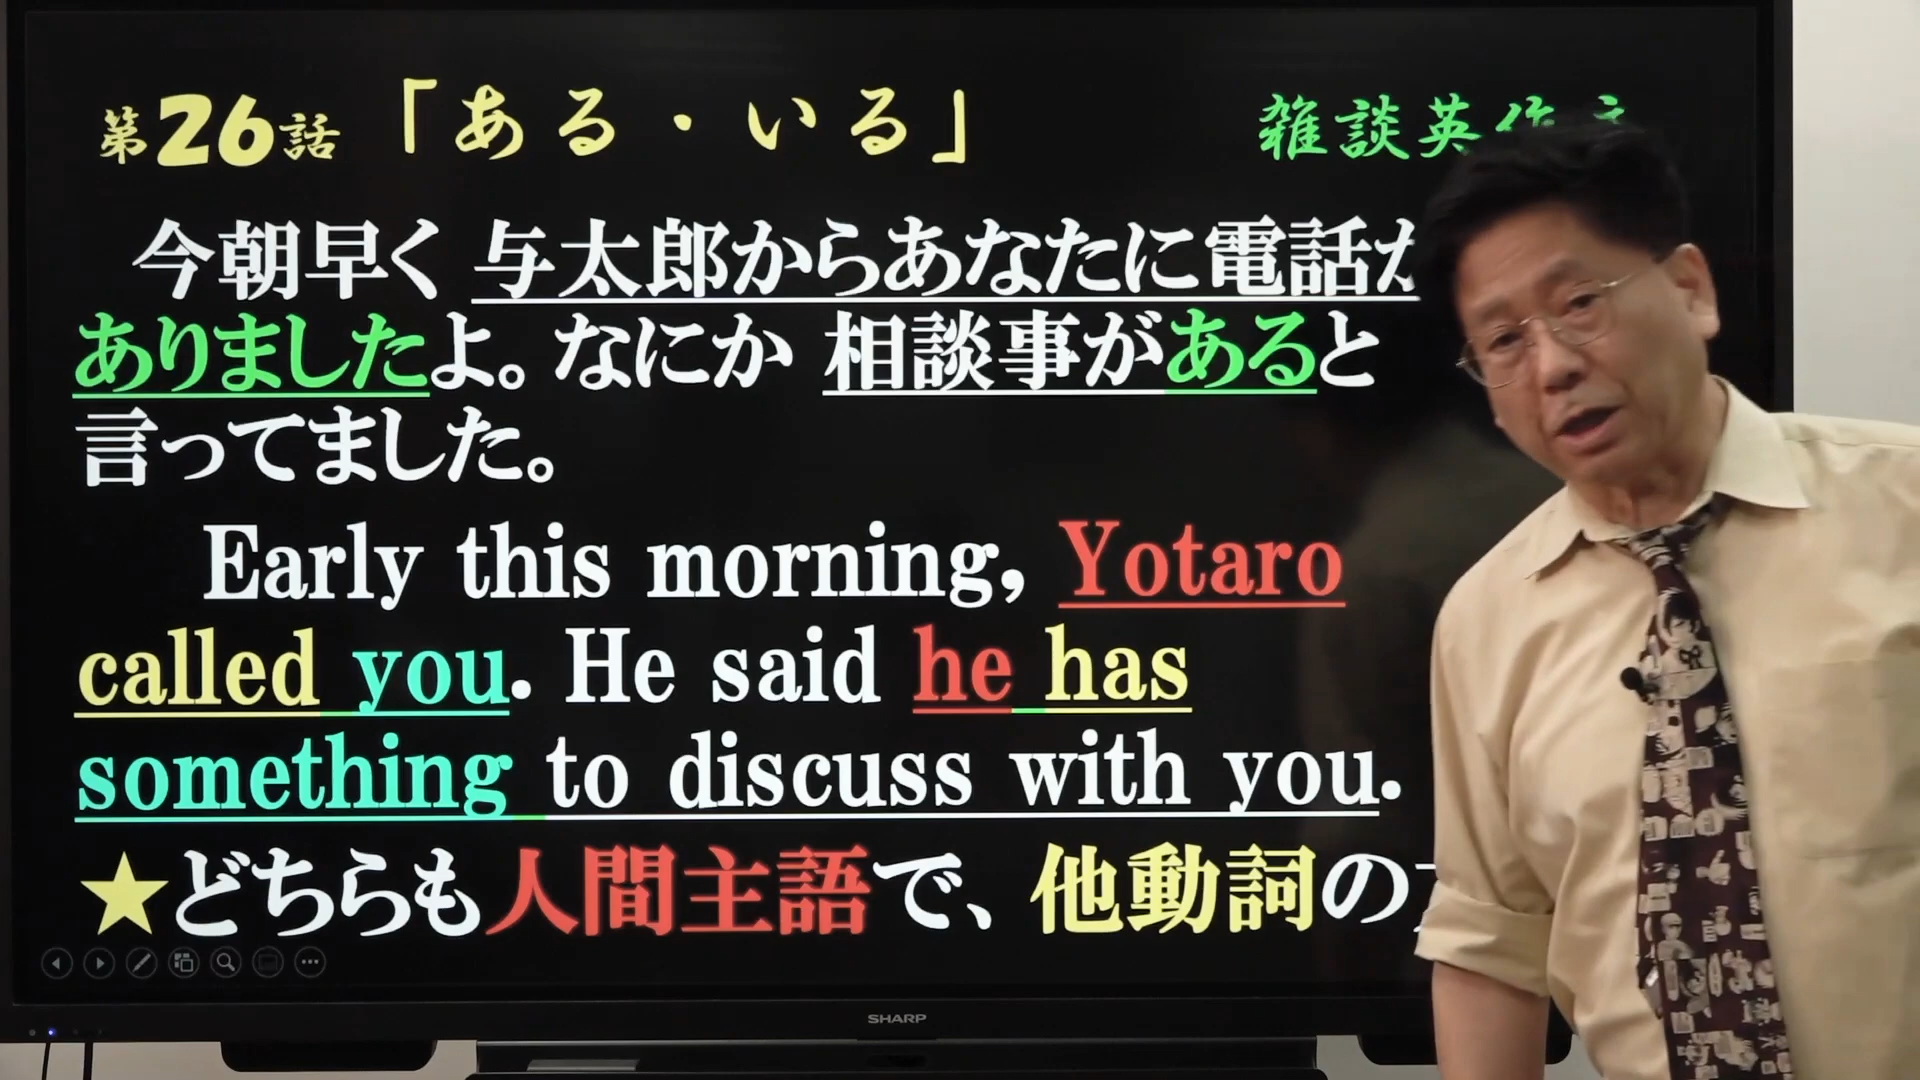 第26話「ある・いる」
雑談英作文
今朝早く 与太郎からあなたに電話が
ありましたよ。なにか 相談事があると
言ってました。
Early this morning, Yotaro
called you. He said he has
something to discuss with you.
★どちらも人間主語で、他動詞の
SHARP